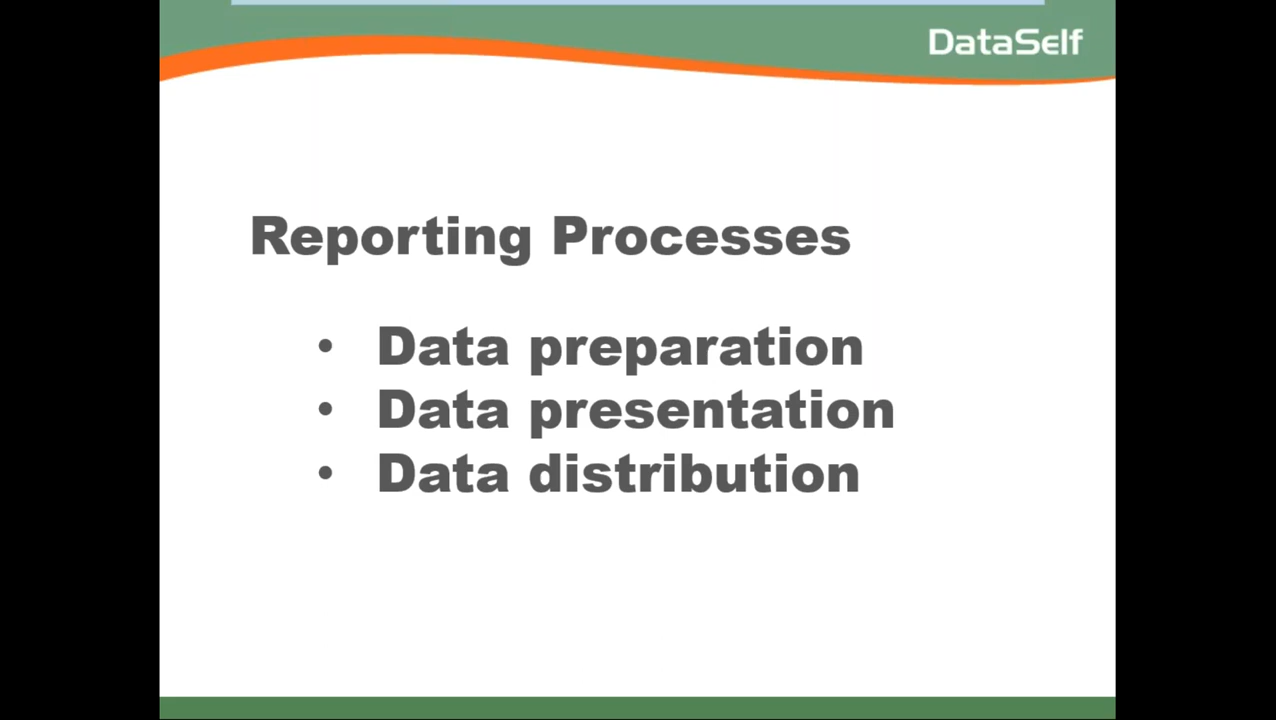 DataSelf
Reporting Processes
• Data preparation
• Data presentation
• Data distribution